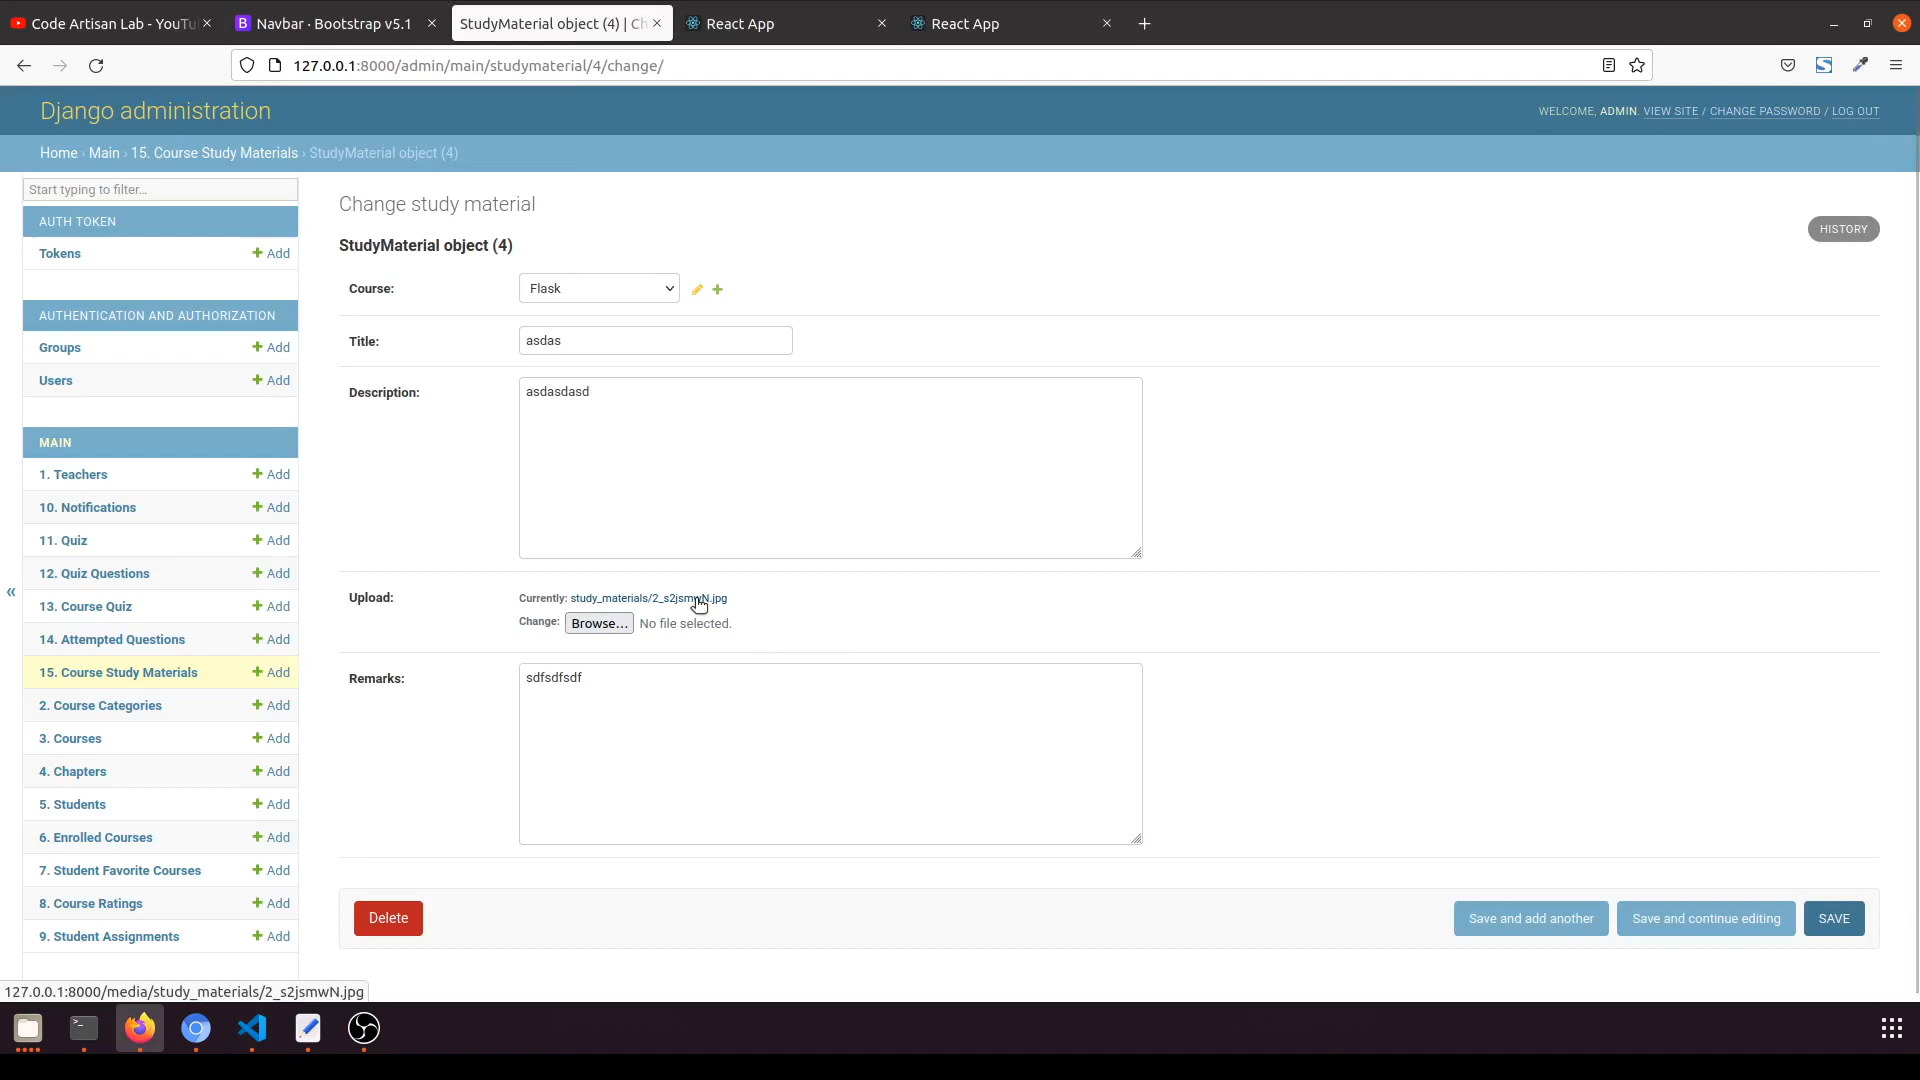 Code Artisan Lab - YouTu
Navbar · Bootstrap v5.1
StudyMaterial object (4) | Ch
React App
React App
127.0.0.1:8000/admin/main/studymaterial/4/change/
Django administration
WELCOME, ADMIN. VIEW SITE / CHANGE PASSWORD / LOG OUT
Home › Main › 15. Course Study Materials › StudyMaterial object (4)
Start typing to filter...
AUTH TOKEN
Tokens + Add
AUTHENTICATION AND AUTHORIZATION
Groups + Add
Users + Add
MAIN
1. Teachers + Add
10. Notifications + Add
11. Quiz + Add
12. Quiz Questions + Add
13. Course Quiz + Add
14. Attempted Questions + Add
15. Course Study Materials + Add
2. Course Categories + Add
3. Courses + Add
4. Chapters + Add
5. Students + Add
6. Enrolled Courses + Add
7. Student Favorite Courses + Add
8. Course Ratings + Add
9. Student Assignments + Add
«
Change study material
HISTORY
StudyMaterial object (4)
Course: Flask
Title: asdas
Description: asdasdasd
Upload: Currently: study_materials/2_s2jsmwN.jpg
Change: Browse... No file selected.
Remarks: sdfsdfsdf
Delete
Save and add another
Save and continue editing
SAVE
127.0.0.1:8000/media/study_materials/2_s2jsmwN.jpg